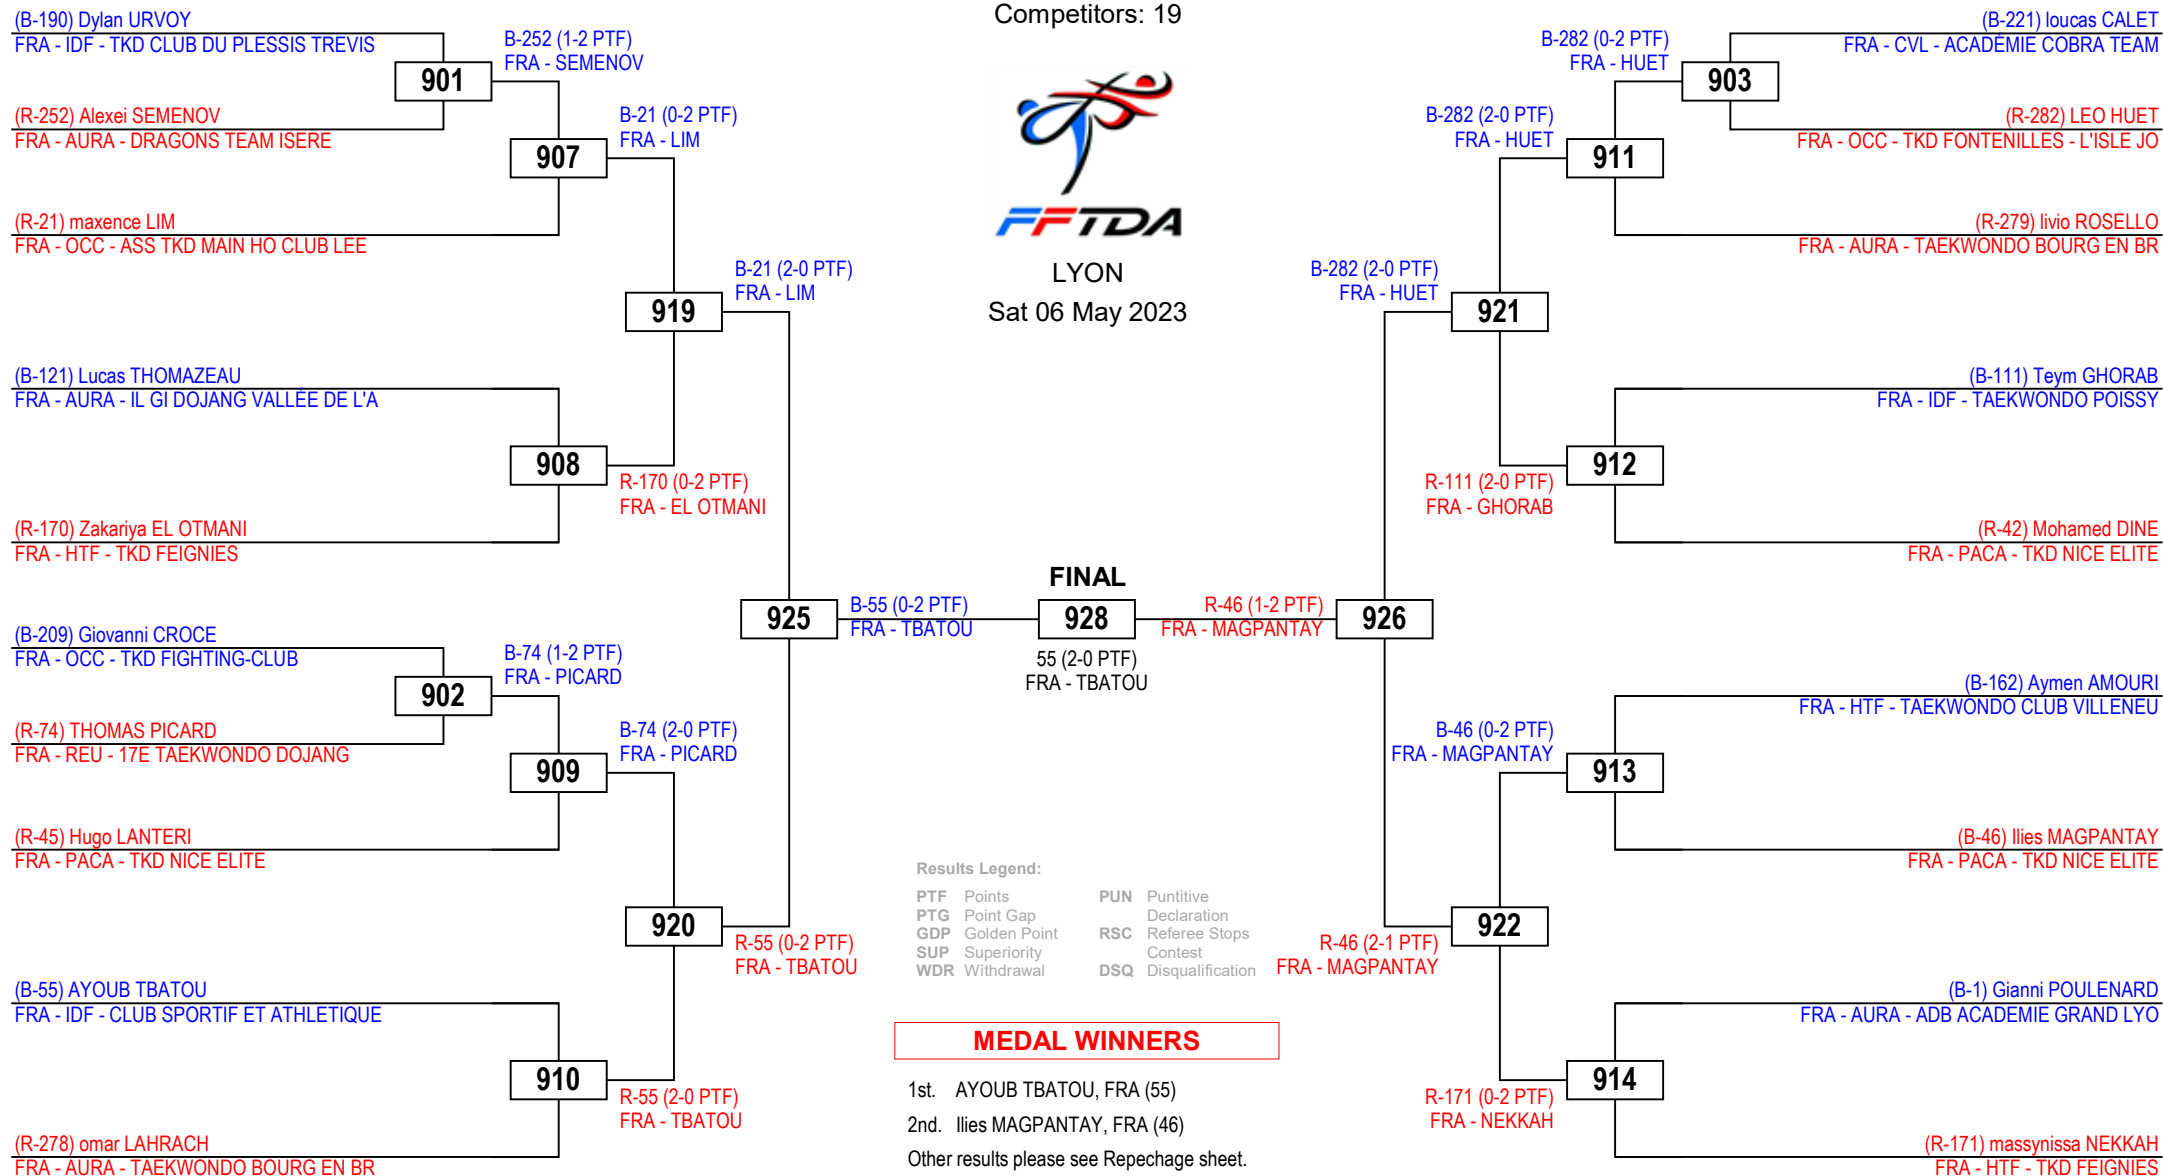 (B-190) Dylan URVOY
FRA - IDF - TKD CLUB DU PLESSIS TREVIS
901
(R-252) Alexei SEMENOV
FRA - AURA - DRAGONS TEAM ISERE
B-252 (1-2 PTF)
FRA - SEMENOV
907
(R-21) maxence LIM
FRA - OCC - ASS TKD MAIN HO CLUB LEE
B-21 (0-2 PTF)
FRA - LIM
919
B-21 (2-0 PTF)
FRA - LIM
(B-121) Lucas THOMAZEAU
FRA - AURA - IL GI DOJANG VALLÉE DE L'A
908
(R-170) Zakariya EL OTMANI
FRA - HTF - TKD FEIGNIES
R-170 (0-2 PTF)
FRA - EL OTMANI
925
B-55 (0-2 PTF)
FRA - TBATOU
(B-209) Giovanni CROCE
FRA - OCC - TKD FIGHTING-CLUB
902
(R-74) THOMAS PICARD
FRA - REU - 17E TAEKWONDO DOJANG
B-74 (1-2 PTF)
FRA - PICARD
909
(R-45) Hugo LANTERI
FRA - PACA - TKD NICE ELITE
B-74 (2-0 PTF)
FRA - PICARD
920
R-55 (0-2 PTF)
FRA - TBATOU
(B-55) AYOUB TBATOU
FRA - IDF - CLUB SPORTIF ET ATHLETIQUE
910
(R-278) omar LAHRACH
FRA - AURA - TAEKWONDO BOURG EN BR
R-55 (2-0 PTF)
FRA - TBATOU
Competitors: 19
FFTDA
LYON
Sat 06 May 2023
FINAL
928
55 (2-0 PTF)
FRA - TBATOU
Results Legend:
PTF Points
PTG Point Gap
GDP Golden Point
SUP Superiority
WDR Withdrawal
PUN Puntitive
Declaration
RSC Referee Stops
Contest
DSQ Disqualification
MEDAL WINNERS
1st. AYOUB TBATOU, FRA (55)
2nd. Ilies MAGPANTAY, FRA (46)
Other results please see Repechage sheet.
(B-221) loucas CALET
FRA - CVL - ACADÉMIE COBRA TEAM
903
(R-282) LEO HUET
FRA - OCC - TKD FONTENILLES - L'ISLE JO
B-282 (0-2 PTF)
FRA - HUET
911
(R-279) livio ROSELLO
FRA - AURA - TAEKWONDO BOURG EN BR
B-282 (2-0 PTF)
FRA - HUET
921
B-282 (2-0 PTF)
FRA - HUET
(B-111) Teym GHORAB
FRA - IDF - TAEKWONDO POISSY
912
(R-42) Mohamed DINE
FRA - PACA - TKD NICE ELITE
R-111 (2-0 PTF)
FRA - GHORAB
926
R-46 (1-2 PTF)
FRA - MAGPANTAY
(B-162) Aymen AMOURI
FRA - HTF - TAEKWONDO CLUB VILLENEU
913
(B-46) Ilies MAGPANTAY
FRA - PACA - TKD NICE ELITE
B-46 (0-2 PTF)
FRA - MAGPANTAY
922
R-46 (2-1 PTF)
FRA - MAGPANTAY
(B-1) Gianni POULENARD
FRA - AURA - ADB ACADEMIE GRAND LYO
914
(R-171) massynissa NEKKAH
FRA - HTF - TKD FEIGNIES
R-171 (0-2 PTF)
FRA - NEKKAH